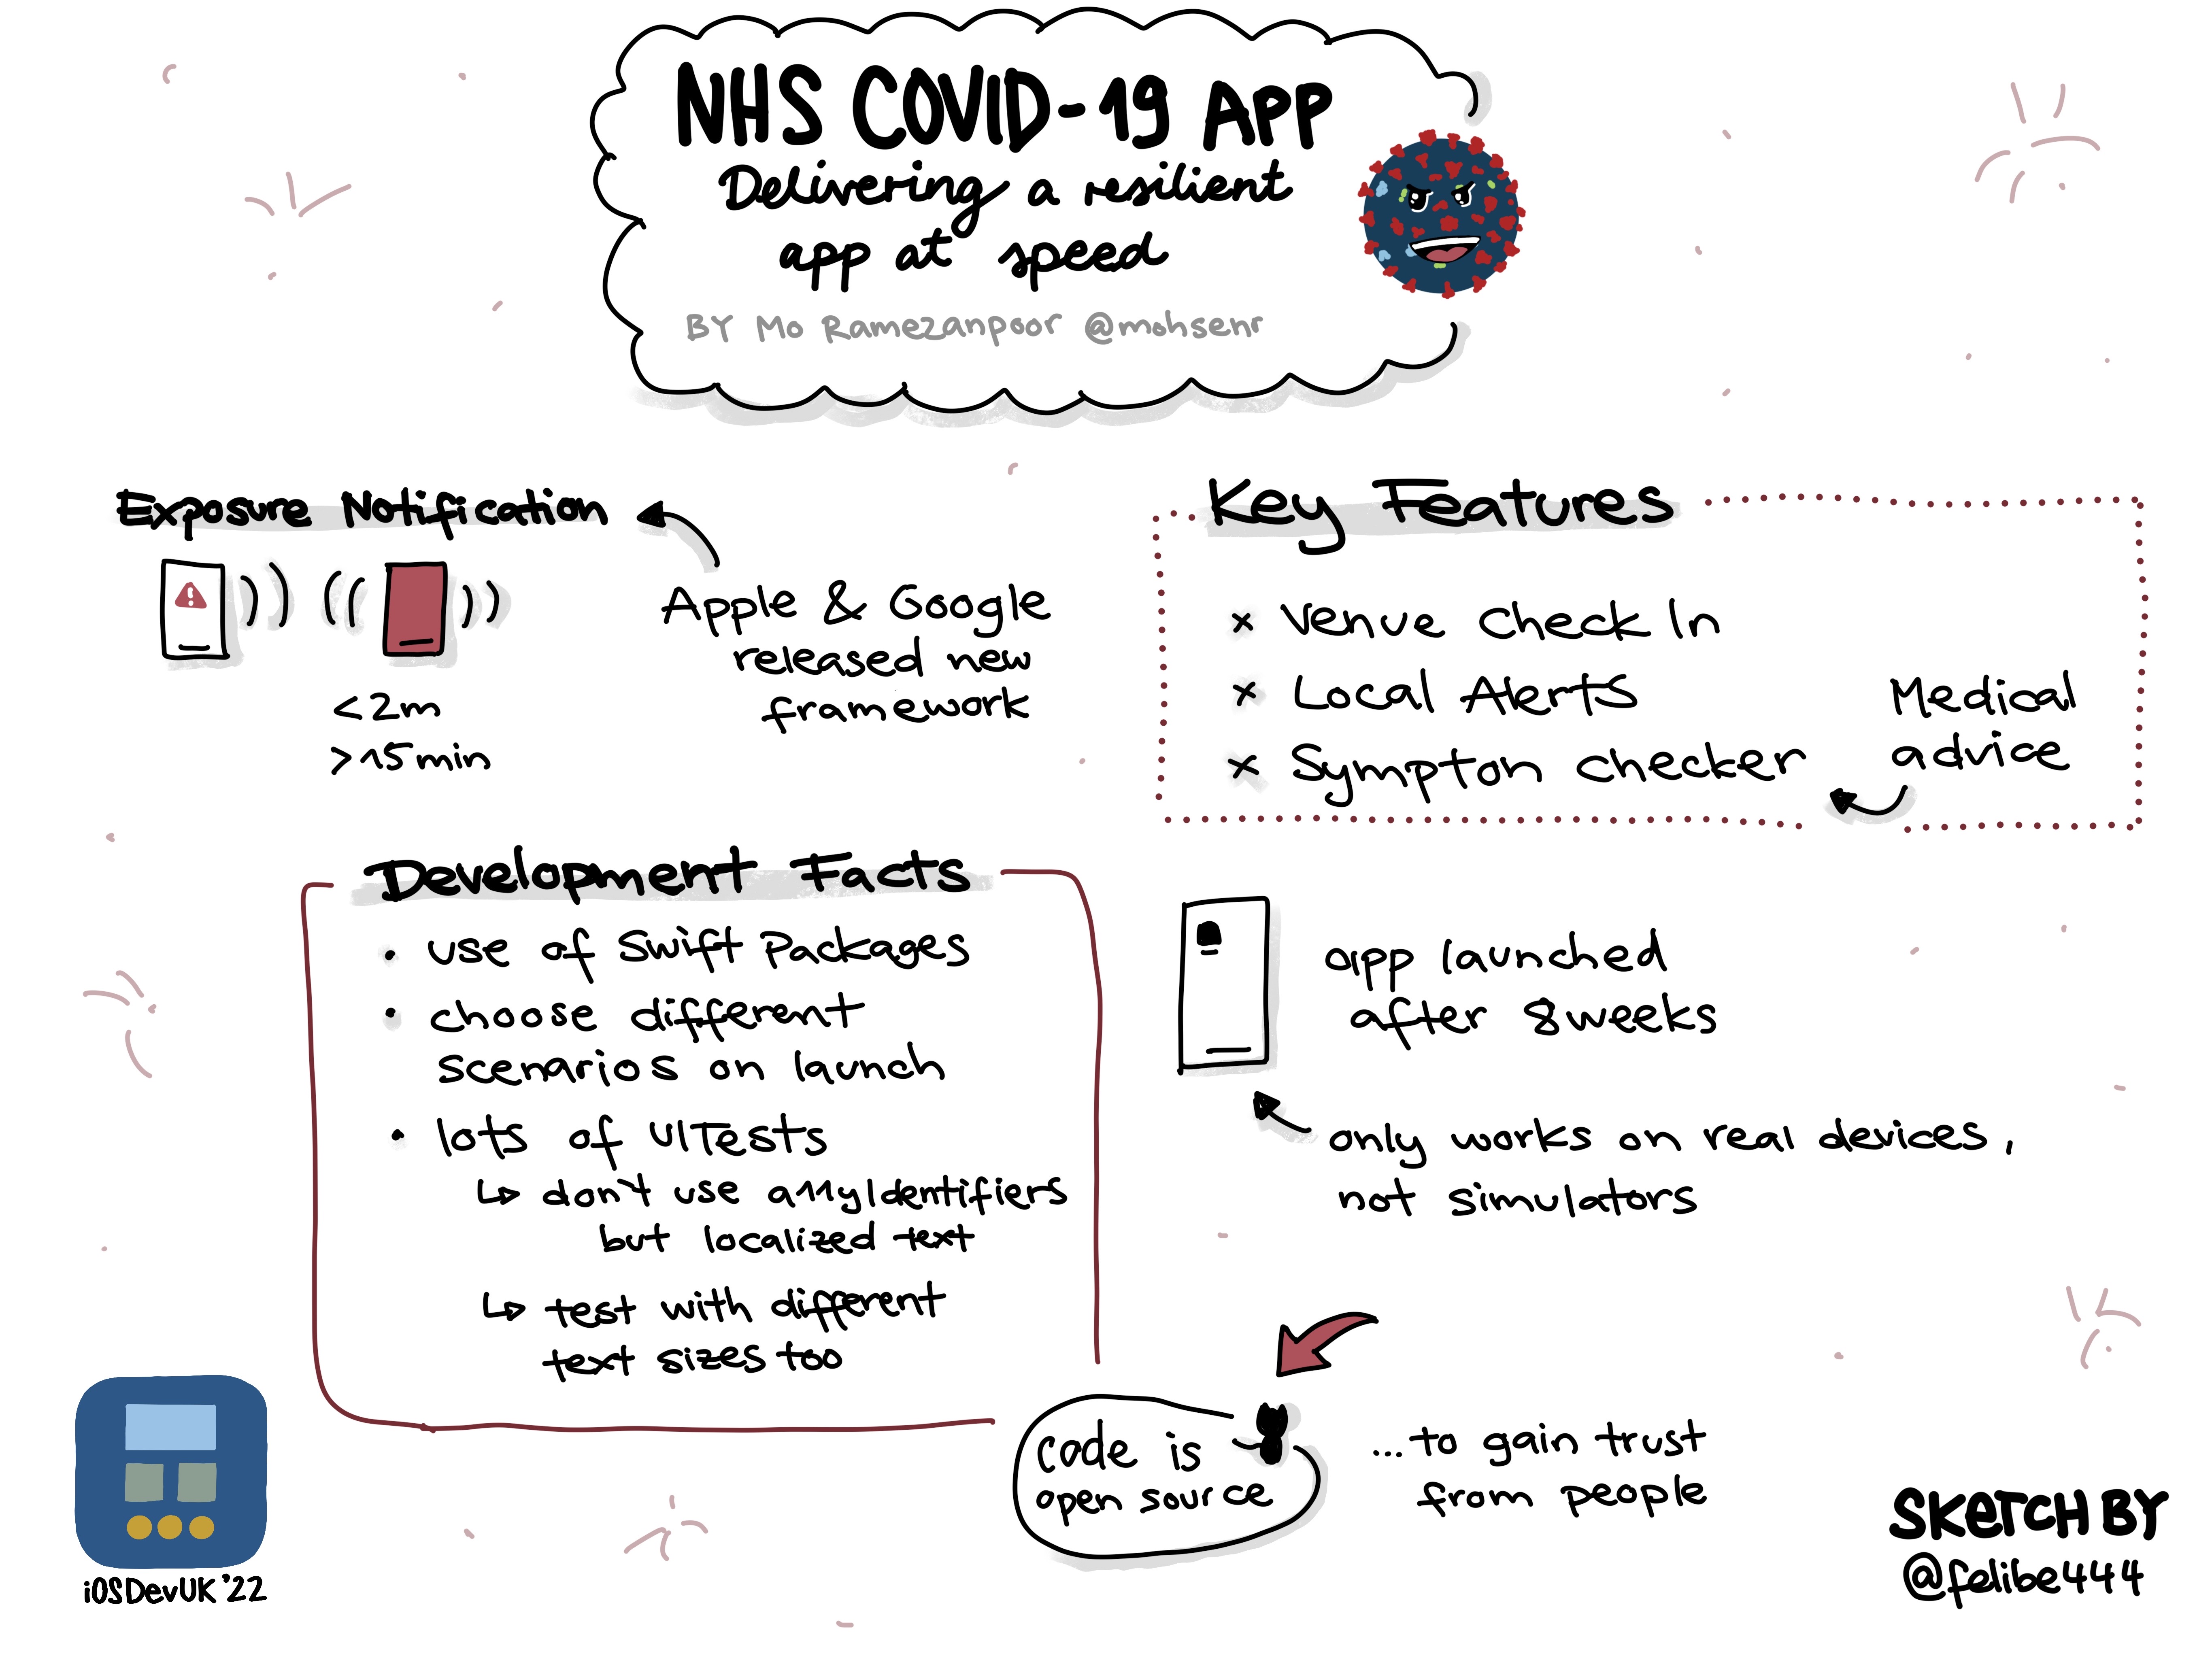 NHS COVID-19 APP
Delivering a resilient
app at speed
BY Mo Ramezanpoor @mohsenr
Exposure Notification
<2m
>15min
Apple & Google
released new
framework
Key Features
x Venue Check In
x Local Alerts
x Sympton checker
Medical
advice
Development Facts
• use of Swift Packages
• choose different
scenarios on launch
• lots of UITests
↳ don't use a11yIdentifiers
but localized text
↳ test with different
text sizes too
app launched
after 8weeks
only works on real devices,
not simulators
code is
open source
...to gain trust
from people
iOSDevUK'22
SKETCH BY
@felibe444